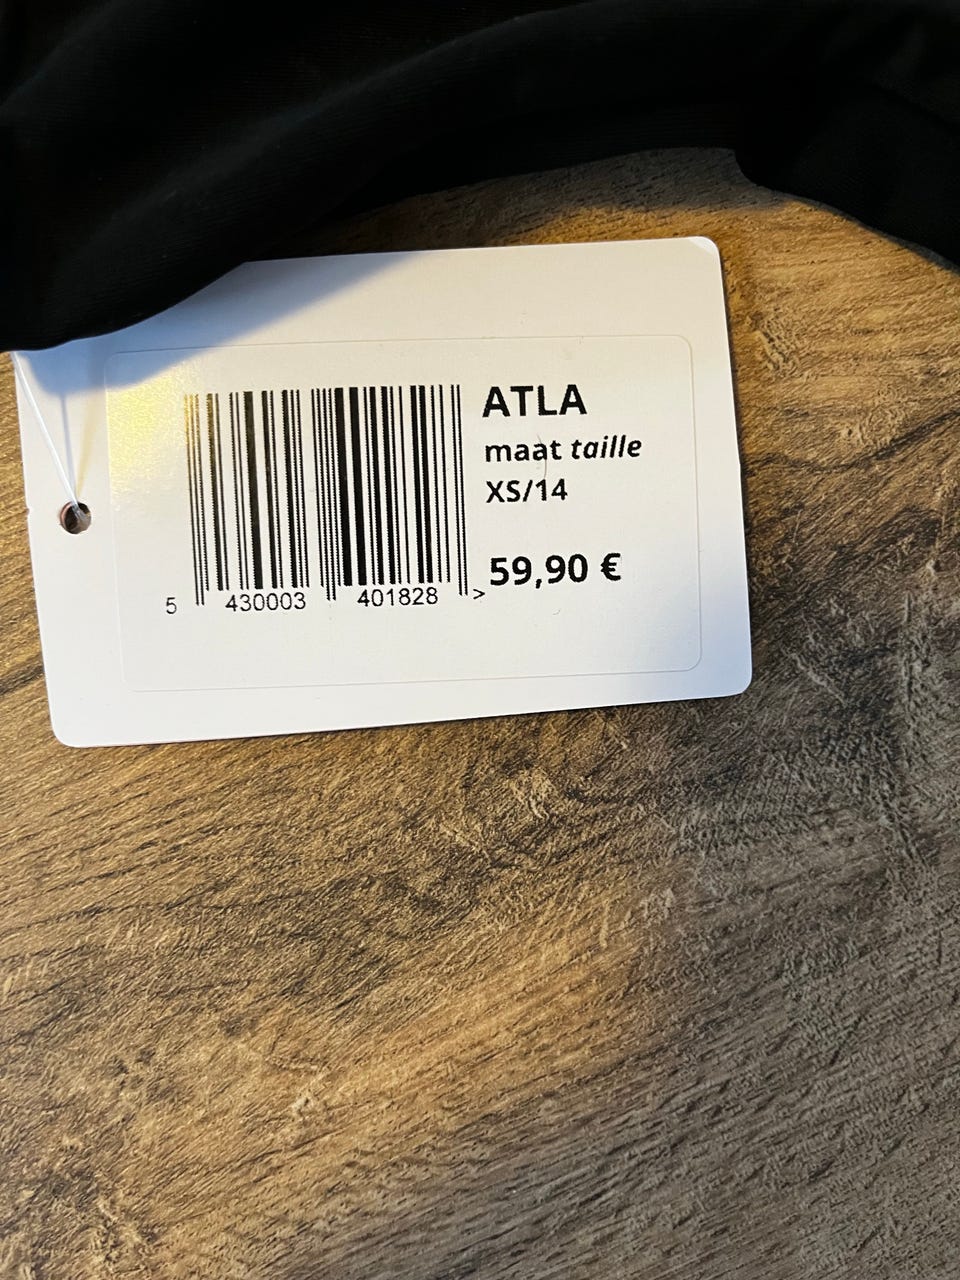 ATLA
maat taille
XS/14
59,90 €
5 430003 401828 >